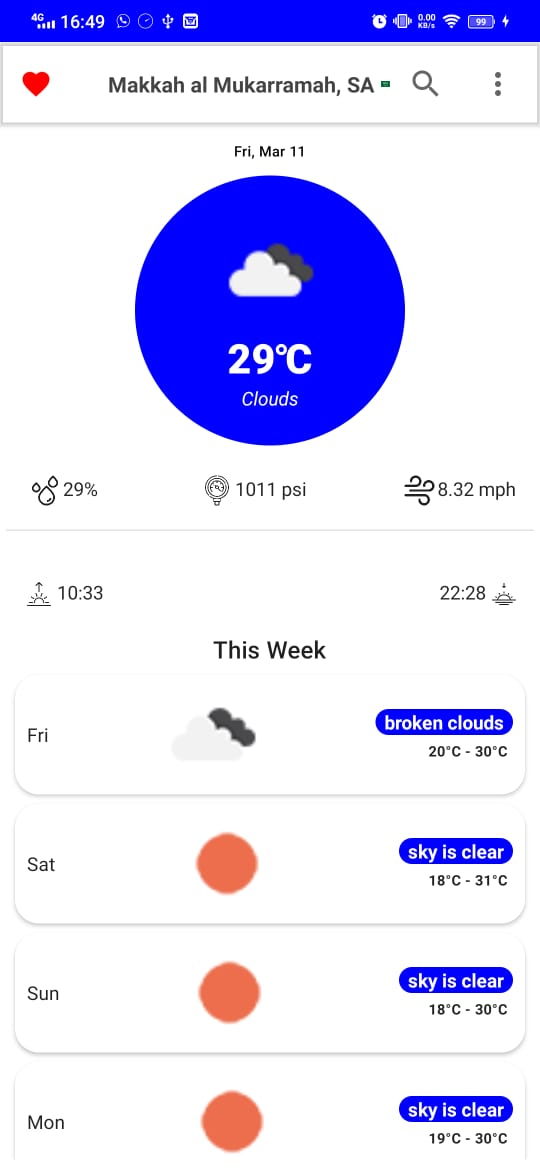 4G 16:49 0.00 KB/s 99
Makkah al Mukarramah, SA
Fri, Mar 11
29°C
Clouds
29% 1011 psi 8.32 mph
10:33 22:28
This Week
Fri broken clouds
20°C - 30°C
Sat sky is clear
18°C - 31°C
Sun sky is clear
18°C - 30°C
Mon sky is clear
19°C - 30°C